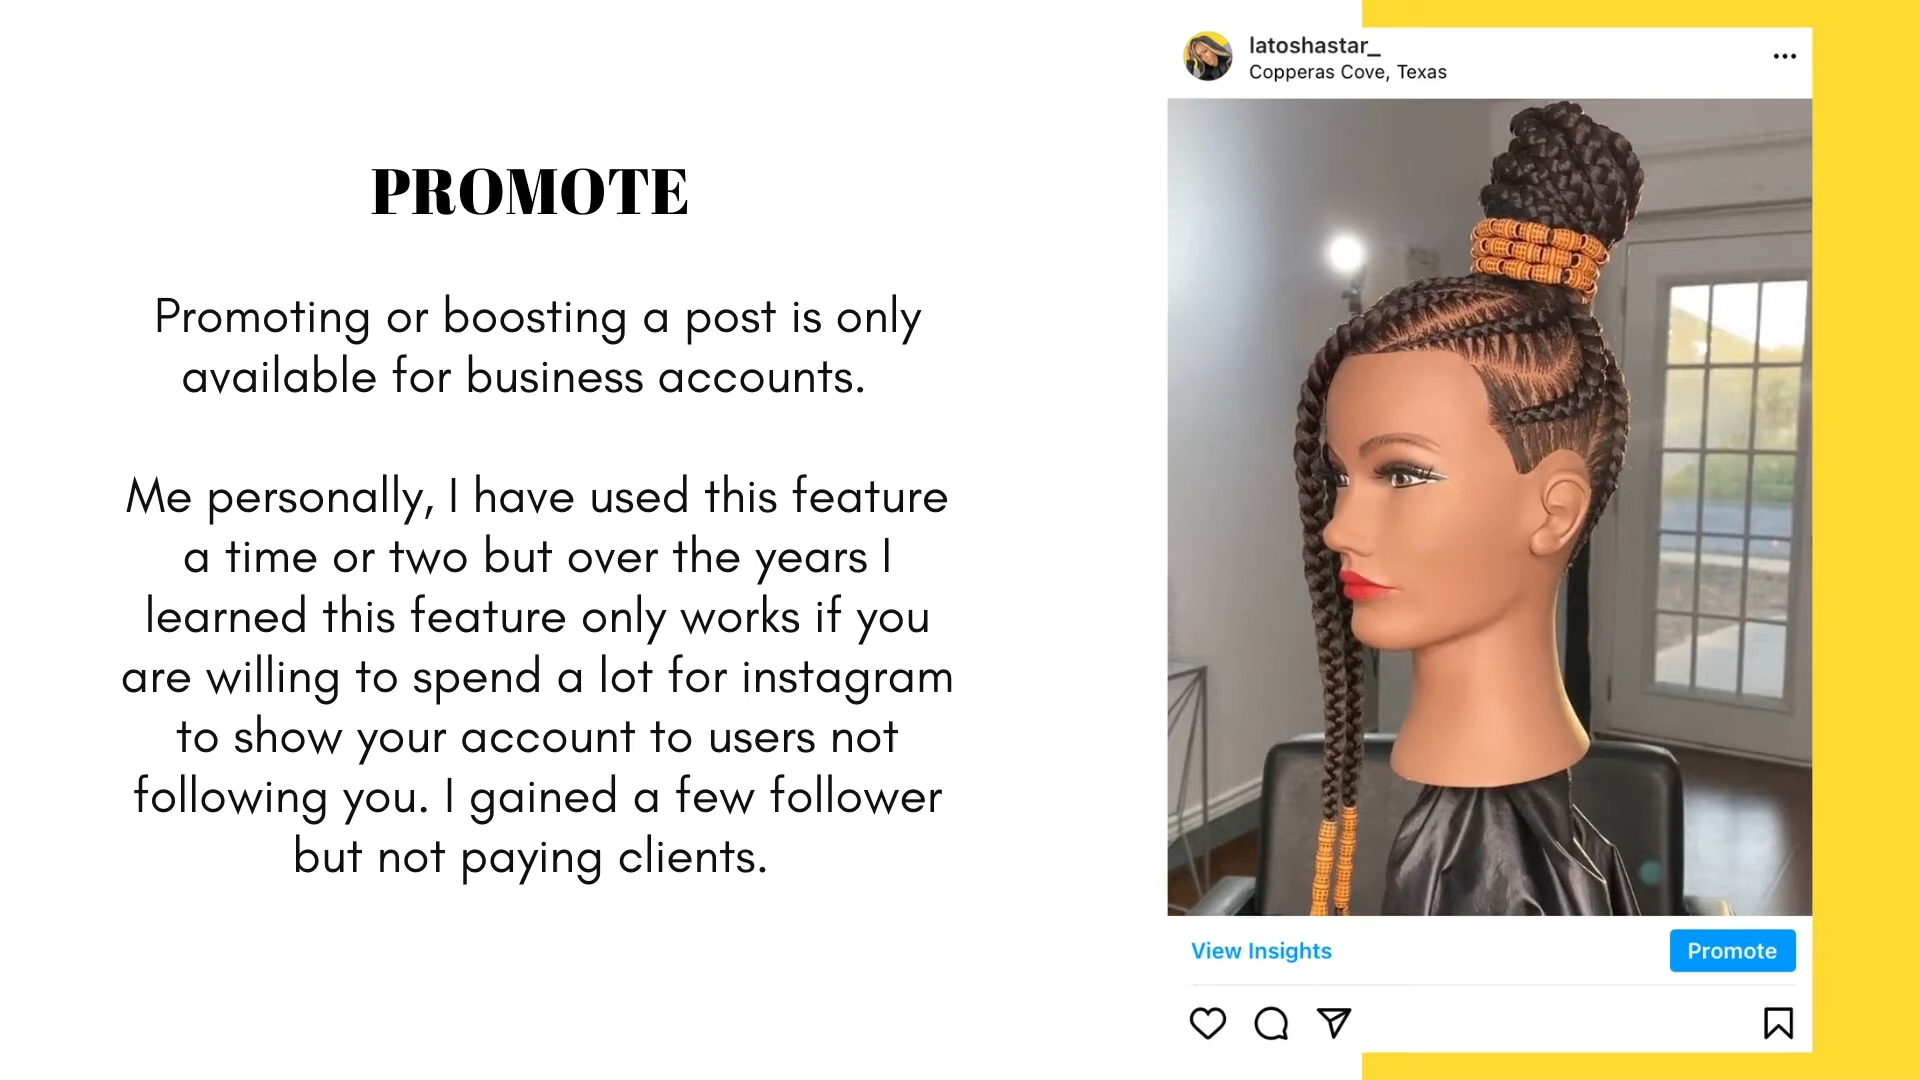 PROMOTE
Promoting or boosting a post is only
available for business accounts.
Me personally, I have used this feature
a time or two but over the years I
learned this feature only works if you
are willing to spend a lot for instagram
to show your account to users not
following you. I gained a few follower
but not paying clients.
latoshastar_
Copperas Cove, Texas
View Insights
Promote